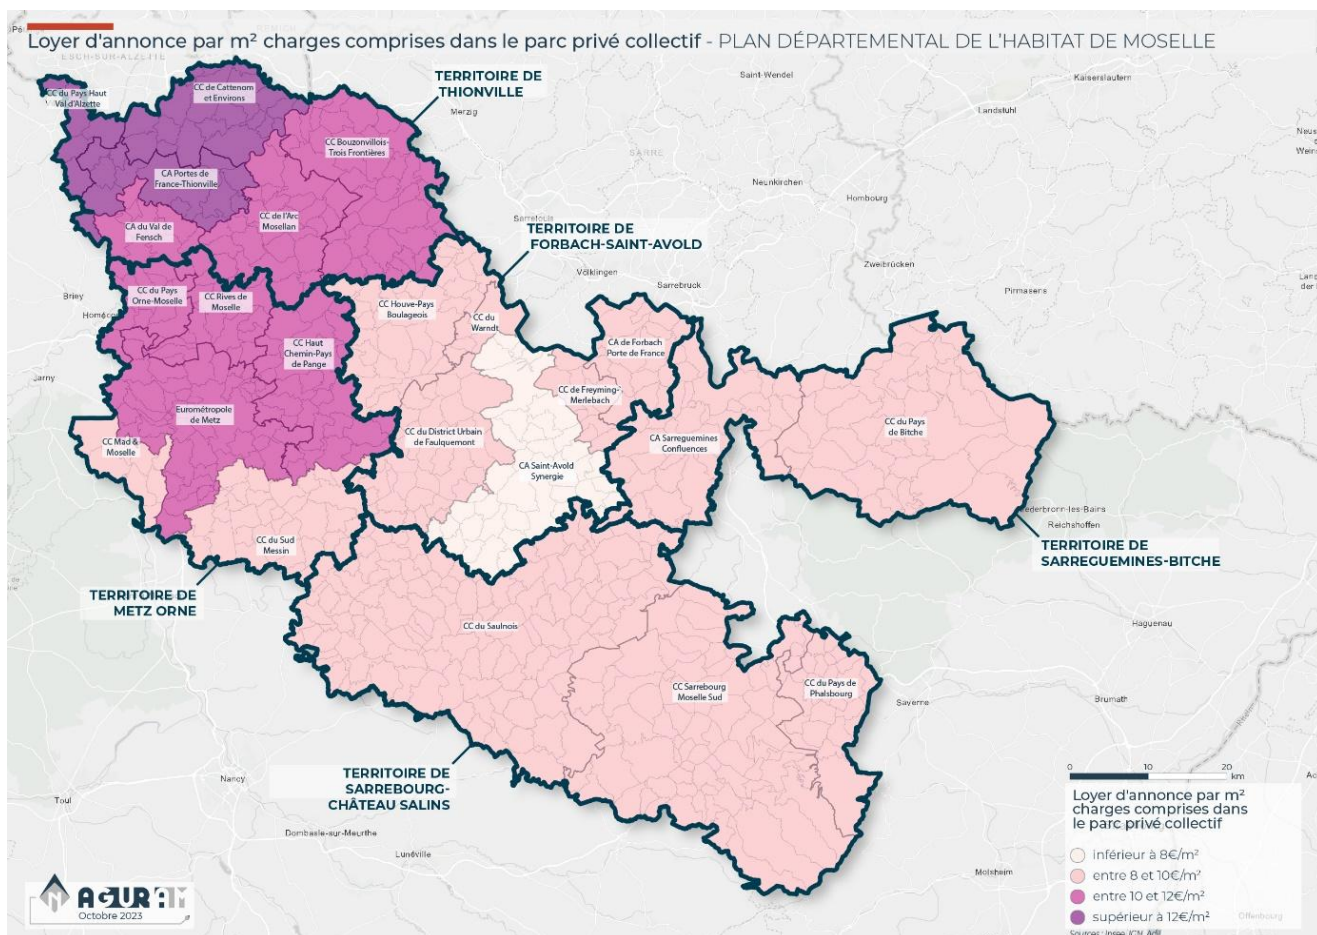 Loyer d'annonce par m² charges comprises dans le parc privé collectif - PLAN DÉPARTEMENTAL DE L'HABITAT DE MOSELLE
ESCH-SUR-ALZETTE
TERRITOIRE DE
THIONVILLE
Saint-Wendel
Kaiserslautern
CC du Pays Haut
Val d'Alzette
CC de Cattenom
et Environs
Merzig
Landstuhl
CC Bouzonvillois-
Trois Frontières
SARRE
CA Portes de
France-Thionville
Neunkirchen
Hombourg
CC de l'Arc
Mosellan
Sarrelouis
CA du Val de
Fensch
TERRITOIRE DE
FORBACH-SAINT-AVOLD
Völklingen
Zweibrücken
Sarrebruck
Pirmasens
Briey
CC du Pays
Orne-Moselle
CC Rives de
Moselle
CC Houve-Pays
Boulageois
CC du
Warndt
CC Haut
Chemin-Pays
de Pange
CA de Forbach
Porte de France
Jarny
CC de Freyming-
Merlebach
Eurométropole
de Metz
CC du District Urbain
de Faulquemont
CC du Pays
de Bitche
CC Mad &
Moselle
CA Sarreguemines
Confluences
CA Saint-Avold
Synergie
Reichshoffen
CC du Sud
Messin
TERRITOIRE DE
SARREGUEMINES-BITCHE
TERRITOIRE DE
METZ ORNE
CC du Saulnois
Haguenau
CC Sarrebourg
Moselle Sud
CC du Pays de
Phalsbourg
Saverne
Brumath
TERRITOIRE DE
SARREBOURG-
CHÂTEAU SALINS
Nancy
Toul
Dombasle-sur-Meurthe
Lunéville
Molsheim
Offenbourg
0 10 20
km
Loyer d'annonce par m²
charges comprises dans
le parc privé collectif
inférieur à 8€/m²
entre 8 et 10€/m²
entre 10 et 12€/m²
supérieur à 12€/m²
Sources : Insee, IGN, Adil
AGURAM
Octobre 2023